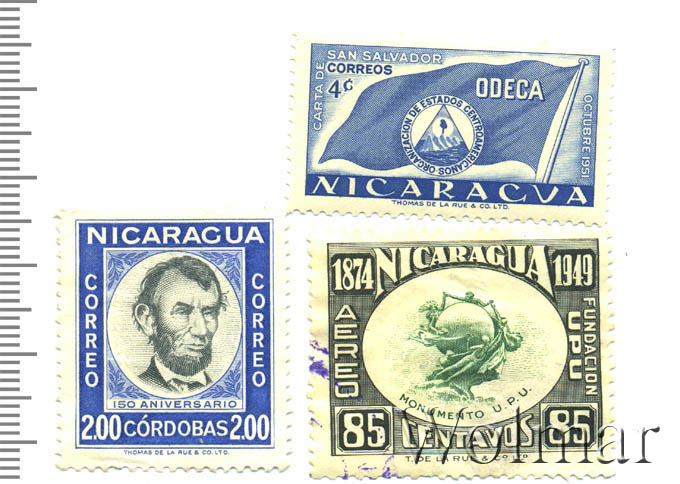 CARTA DE
SAN SALVADOR
CORREOS
4¢
ODECA
OCTUBRE 1951
ORGANIZACION DE ESTADOS CENTROAMERICANOS
NICARAGVA
THOMAS DE LA RUE & CO. LTD.
NICARAGUA
CORREO
CORREO
150 ANIVERSARIO
2.00 CÓRDOBAS 2.00
THOMAS DE LA RUE & CO. LTD.
1874 NICARAGUA 1949
AEREO
FUNDACION
UPU
MONUMENTO U.P.U.
85 CENTAVOS 85
T. DE LA RUE & CO. LTD.
Wolmar